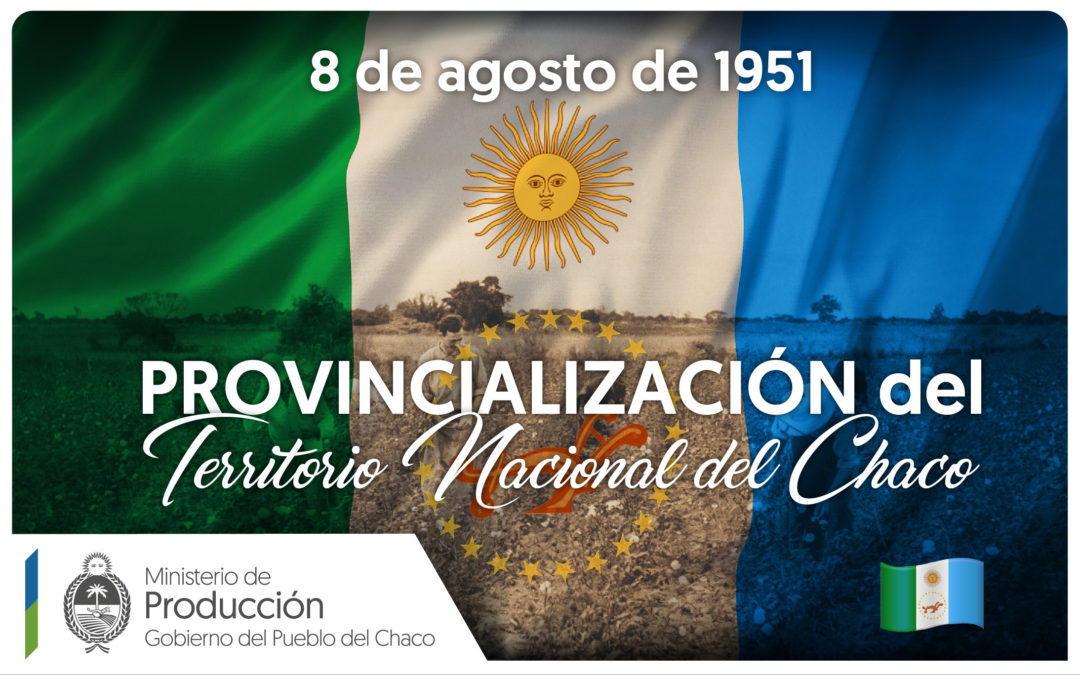 8 de agosto de 1951
PROVINCIALIZACIÓN del
Territorio Nacional del Chaco
Ministerio de
Producción
Gobierno del Pueblo del Chaco